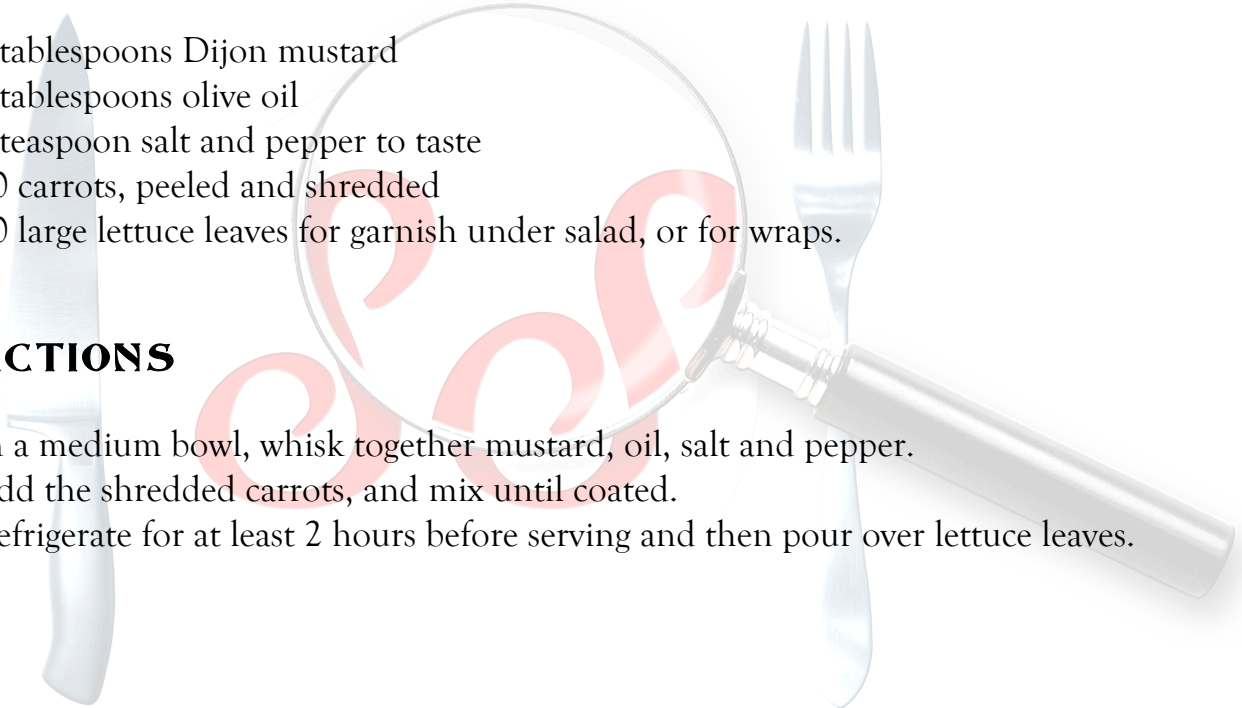 tablespoons Dijon mustard
tablespoons olive oil
teaspoon salt and pepper to taste
0 carrots, peeled and shredded
0 large lettuce leaves for garnish under salad, or for wraps.
CTIONS
a medium bowl, whisk together mustard, oil, salt and pepper.
dd the shredded carrots, and mix until coated.
efrigerate for at least 2 hours before serving and then pour over lettuce leaves.